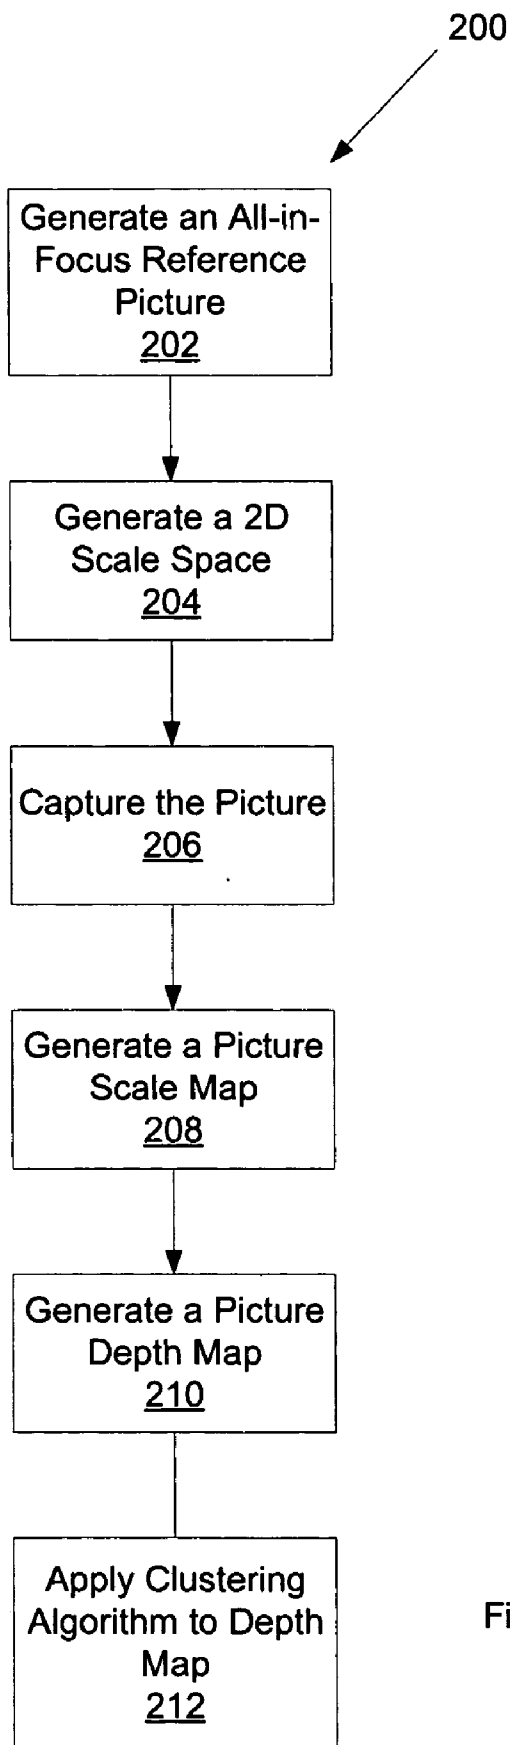 200
Generate an All-in-
Focus Reference
Picture
202
Generate a 2D
Scale Space
204
Capture the Picture
206
Generate a Picture
Scale Map
208
Generate a Picture
Depth Map
210
Apply Clustering
Algorithm to Depth
Map
212
Fi